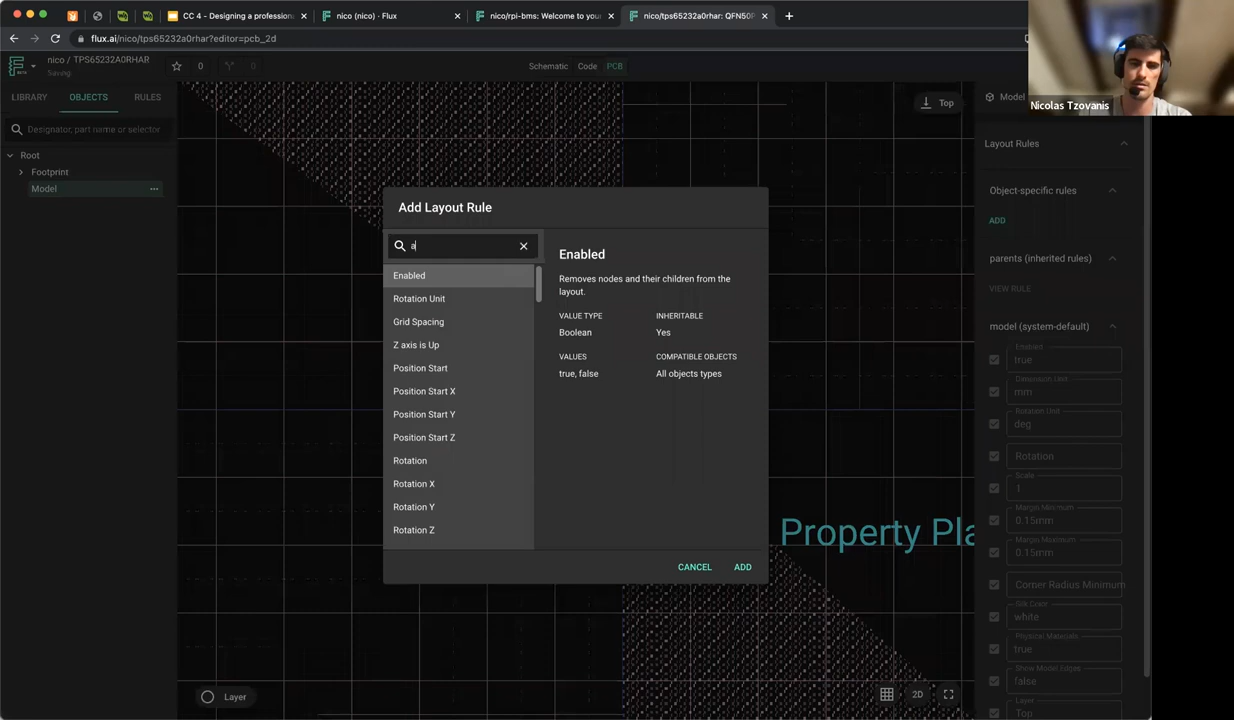 CC 4 - Designing a profession
nico (nico) · Flux
nico/rpi-bms: Welcome to your
nico/tps65232a0rhar: QFN50P
flux.ai/nico/tps65232a0rhar?editor=pcb_2d
BETA
nico / TPS65232A0RHAR
Saving
0
0
Schematic
Code
PCB
LIBRARY
OBJECTS
RULES
Designator, part name or selector
Root
Footprint
Model
Top
Nicolas Tzovanis
Add Layout Rule
a
Enabled
Rotation Unit
Grid Spacing
Z axis is Up
Position Start
Position Start X
Position Start Y
Position Start Z
Rotation
Rotation X
Rotation Y
Rotation Z
Enabled
Removes nodes and their children from the
layout.
VALUE TYPE
INHERITABLE
Boolean
Yes
VALUES
COMPATIBLE OBJECTS
true, false
All objects types
CANCEL
ADD
Property Pla
Layer
2D
Model
Layout Rules
Object-specific rules
ADD
parents (inherited rules)
VIEW RULE
model (system-default)
Enabled
true
Dimension Unit
mm
Rotation Unit
deg
Rotation
Scale
1
Margin Minimum
0.15mm
Margin Maximum
0.15mm
Corner Radius Minimum
Silk Color
white
Physical Materials
true
Show Model Edges
false
Layer
Top